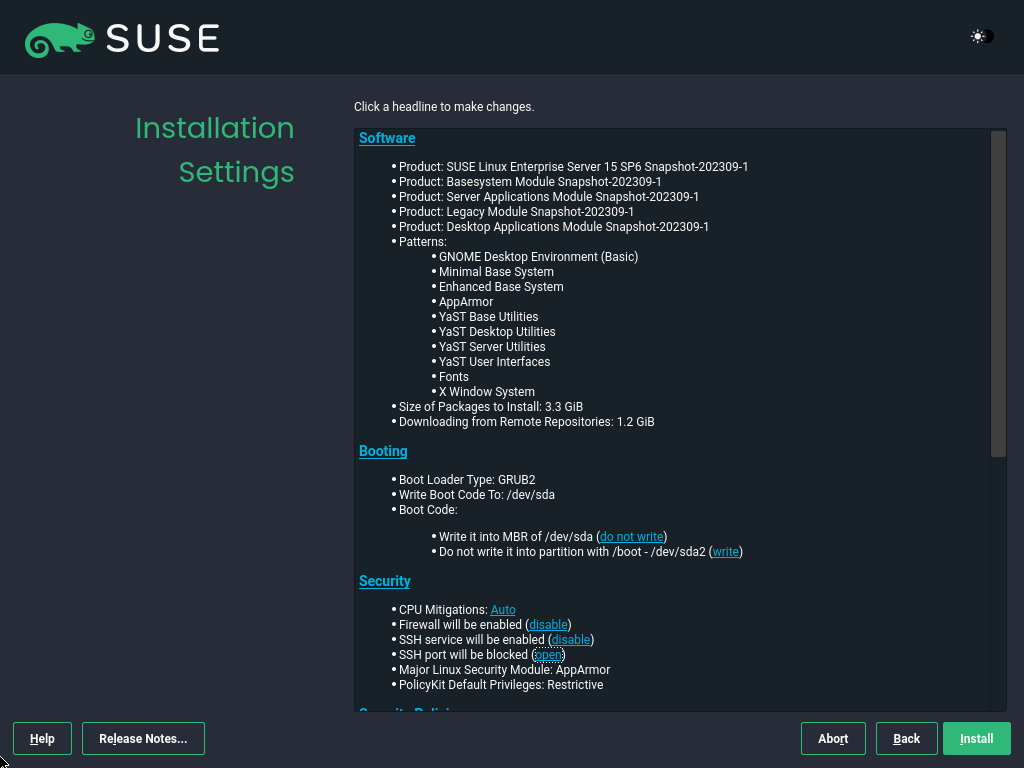 SUSE
Installation
Settings
Click a headline to make changes.
Software
• Product: SUSE Linux Enterprise Server 15 SP6 Snapshot-202309-1
• Product: Basesystem Module Snapshot-202309-1
• Product: Server Applications Module Snapshot-202309-1
• Product: Legacy Module Snapshot-202309-1
• Product: Desktop Applications Module Snapshot-202309-1
• Patterns:
• GNOME Desktop Environment (Basic)
• Minimal Base System
• Enhanced Base System
• AppArmor
• YaST Base Utilities
• YaST Desktop Utilities
• YaST Server Utilities
• YaST User Interfaces
• Fonts
• X Window System
• Size of Packages to Install: 3.3 GiB
• Downloading from Remote Repositories: 1.2 GiB
Booting
• Boot Loader Type: GRUB2
• Write Boot Code To: /dev/sda
• Boot Code:
• Write it into MBR of /dev/sda (do not write)
• Do not write it into partition with /boot - /dev/sda2 (write)
Security
• CPU Mitigations: Auto
• Firewall will be enabled (disable)
• SSH service will be enabled (disable)
• SSH port will be blocked (open)
• Major Linux Security Module: AppArmor
• PolicyKit Default Privileges: Restrictive
Help
Release Notes...
Abort
Back
Install